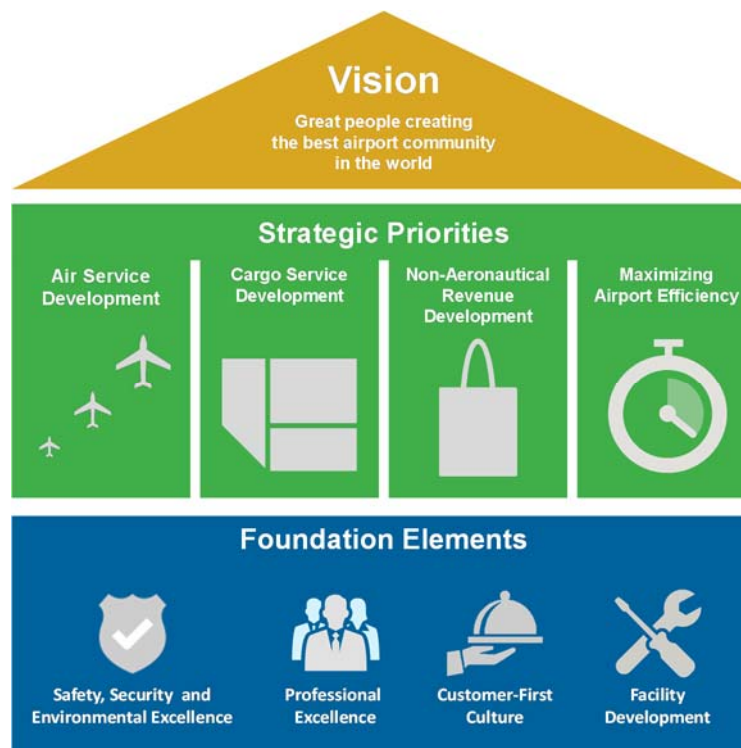 Vision
Great people creating
the best airport community
in the world
Strategic Priorities
Air Service
Development
Cargo Service
Development
Non-Aeronautical
Revenue
Development
Maximizing
Airport Efficiency
Foundation Elements
Safety, Security and
Environmental Excellence
Professional
Excellence
Customer-First
Culture
Facility
Development